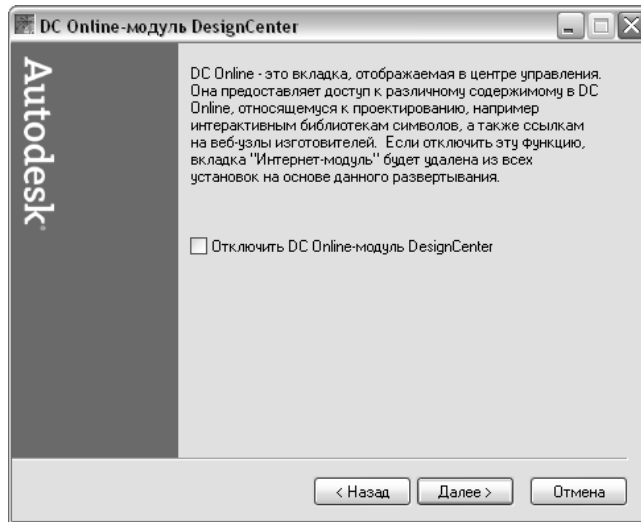 DC Online-модуль DesignCenter
Autodesk®
DC Online - это вкладка, отображаемая в центре управления.
Она предоставляет доступ к различному содержимому в DC
Online, относящемуся к проектированию, например
интерактивным библиотекам символов, а также ссылкам
на веб-узлы изготовителей. Если отключить эту функцию,
вкладка "Интернет-модуль" будет удалена из всех
установок на основе данного развертывания.
Отключить DC Online-модуль DesignCenter
< Назад
Далее >
Отмена